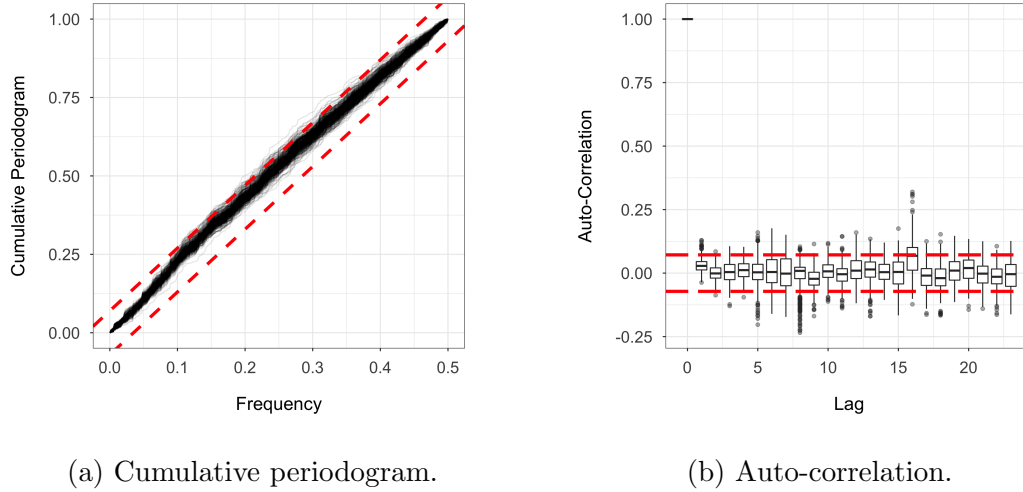 1.00
0.75
0.50
0.25
0.00
Cumulative Periodogram
0.0 0.1 0.2 0.3 0.4 0.5
Frequency
(a) Cumulative periodogram.
1.00
0.75
0.50
0.25
0.00
-0.25
Auto-Correlation
0 5 10 15 20
Lag
(b) Auto-correlation.